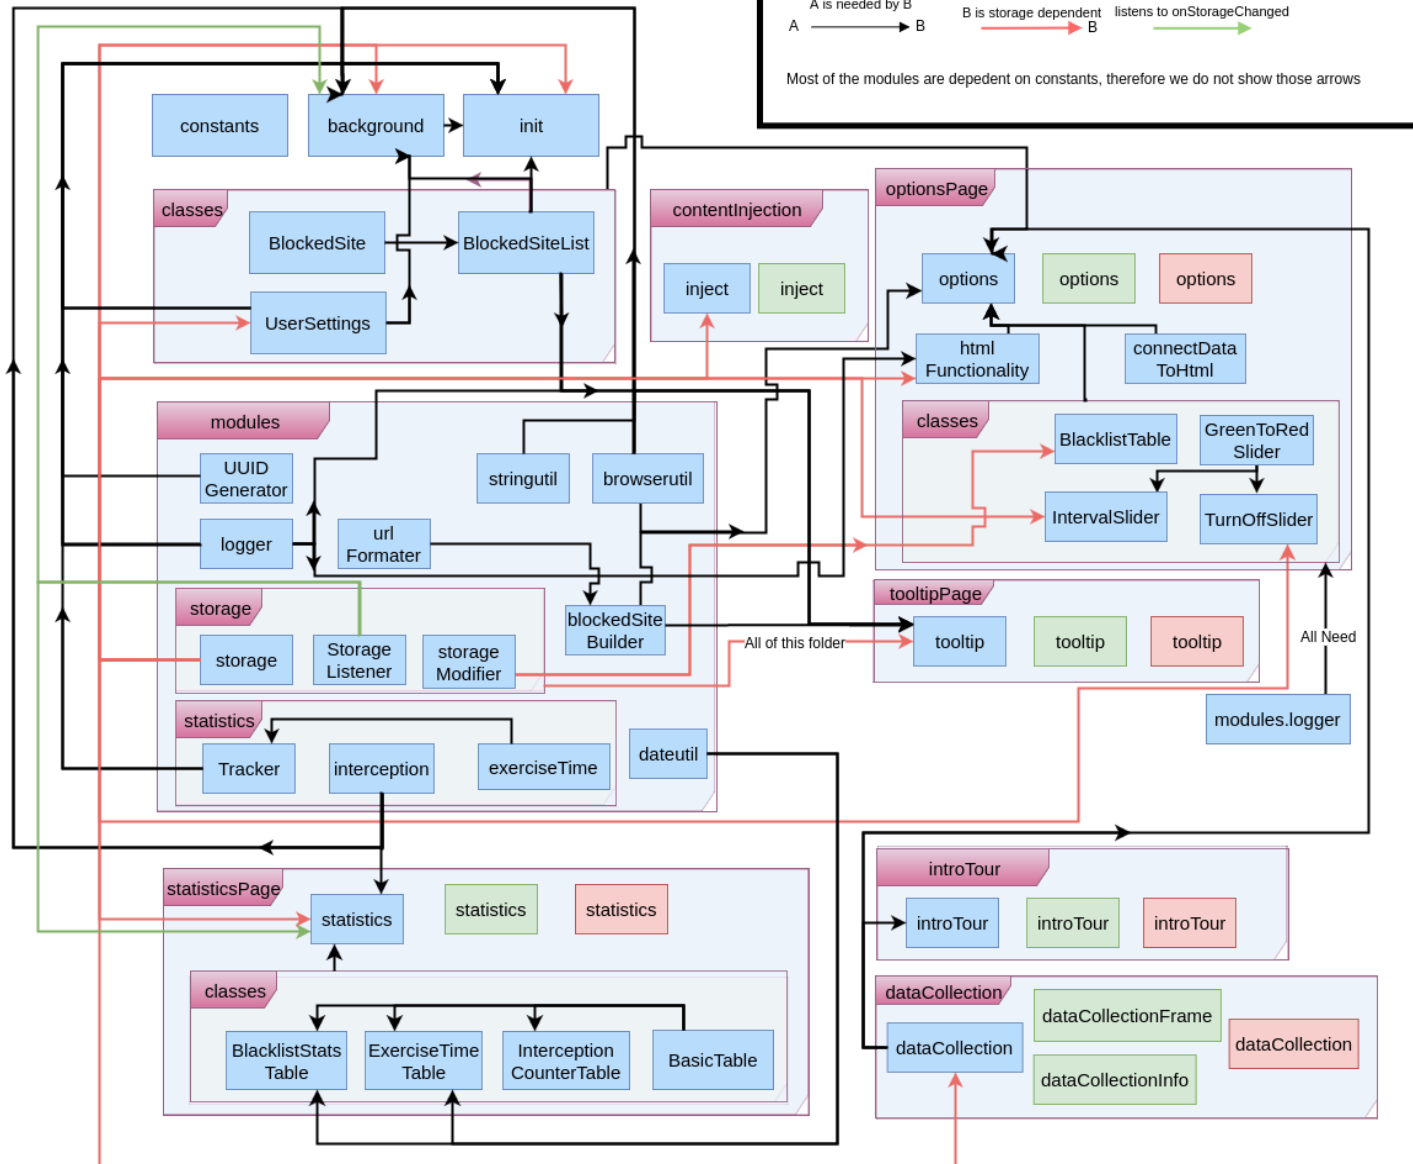 A is needed by B
A
B
B is storage dependent
B
listens to onStorageChanged
Most of the modules are depedent on constants, therefore we do not show those arrows
constants
background
init
classes
BlockedSite
BlockedSiteList
UserSettings
contentInjection
inject
inject
optionsPage
options
options
options
html
Functionality
connectData
ToHtml
classes
BlacklistTable
GreenToRed
Slider
IntervalSlider
TurnOffSlider
modules
UUID
Generator
stringutil
browserutil
logger
url
Formater
storage
storage
Storage
Listener
storage
Modifier
blockedSite
Builder
All of this folder
tooltipPage
tooltip
tooltip
tooltip
All Need
modules.logger
statistics
Tracker
interception
exerciseTime
dateutil
statisticsPage
statistics
statistics
statistics
classes
BlacklistStats
Table
ExerciseTime
Table
Interception
CounterTable
BasicTable
introTour
introTour
introTour
introTour
dataCollection
dataCollection
dataCollectionFrame
dataCollectionInfo
dataCollection